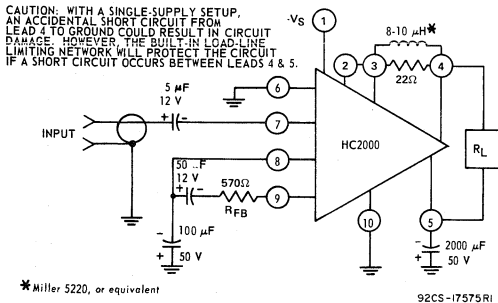 CAUTION: WITH A SINGLE-SUPPLY SETUP,
AN ACCIDENTAL SHORT CIRCUIT FROM
LEAD 4 TO GROUND COULD RESULT IN CIRCUIT
DAMAGE. HOWEVER, THE BUILT-IN LOAD-LINE
LIMITING NETWORK WILL PROTECT THE CIRCUIT
IF A SHORT CIRCUIT OCCURS BETWEEN LEADS 4 & 5.
-VS
1
8-10 μH*
2
3
4
22Ω
5 μF
12 V
+ -
6
7
INPUT
HC2000
RL
8
50 F
12 V
+ -
570Ω
RFB
9
10
5
-
100 μF
+
50 V
-
2000 μF
+
50 V
* Miller 5220, or equivalent
92CS-17575RI